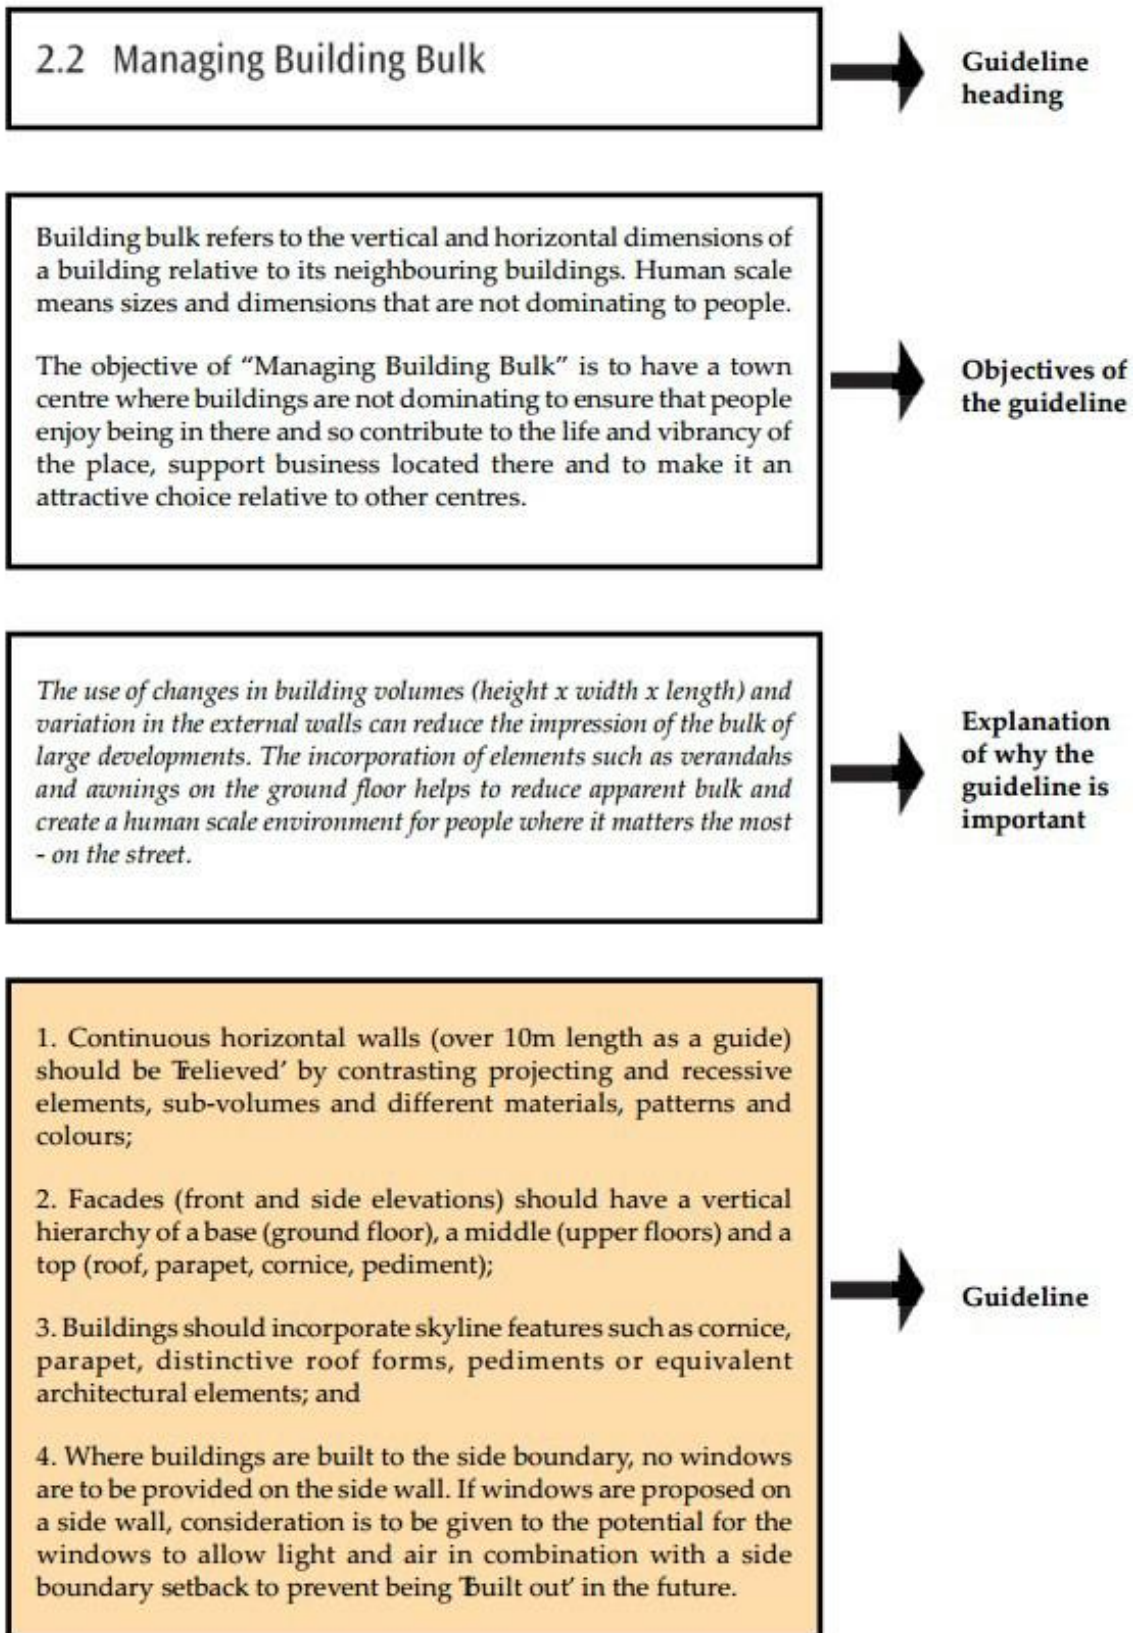 2.2 Managing Building Bulk
Guideline
heading
Building bulk refers to the vertical and horizontal dimensions of
a building relative to its neighbouring buildings. Human scale
means sizes and dimensions that are not dominating to people.
The objective of “Managing Building Bulk” is to have a town
centre where buildings are not dominating to ensure that people
enjoy being in there and so contribute to the life and vibrancy of
the place, support business located there and to make it an
attractive choice relative to other centres.
Objectives of
the guideline
The use of changes in building volumes (height x width x length) and
variation in the external walls can reduce the impression of the bulk of
large developments. The incorporation of elements such as verandahs
and awnings on the ground floor helps to reduce apparent bulk and
create a human scale environment for people where it matters the most
- on the street.
Explanation
of why the
guideline is
important
1. Continuous horizontal walls (over 10m length as a guide)
should be Trelieved’ by contrasting projecting and recessive
elements, sub-volumes and different materials, patterns and
colours;
2. Facades (front and side elevations) should have a vertical
hierarchy of a base (ground floor), a middle (upper floors) and a
top (roof, parapet, cornice, pediment);
3. Buildings should incorporate skyline features such as cornice,
parapet, distinctive roof forms, pediments or equivalent
architectural elements; and
4. Where buildings are built to the side boundary, no windows
are to be provided on the side wall. If windows are proposed on
a side wall, consideration is to be given to the potential for the
windows to allow light and air in combination with a side
boundary setback to prevent being Tbuilt out’ in the future.
Guideline